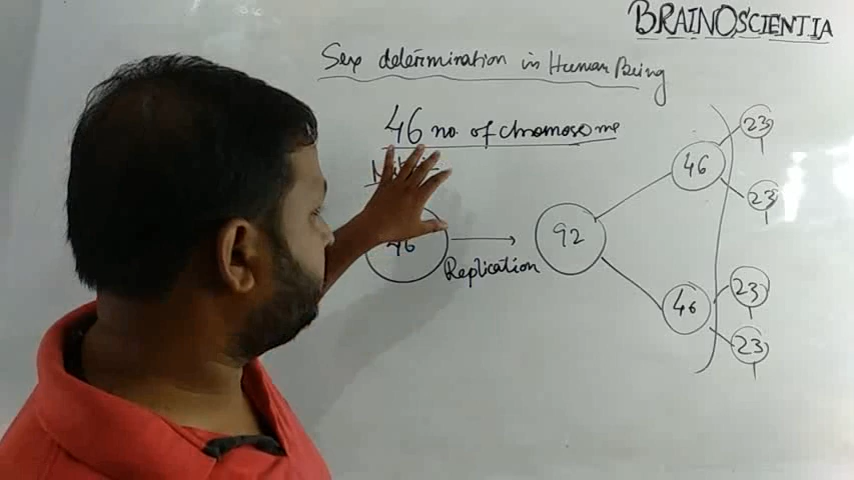 BRAINOSCIENTIA
Sex determination in Human Being
46 no of chromosome
46
Replication
92
46
46
23
23
23
23